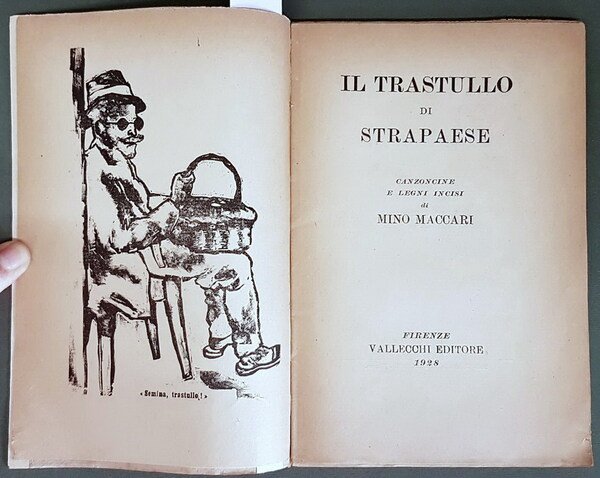 « Semina, trastullo! »
IL TRASTULLO
DI
STRAPAESE
CANZONCINE
E LEGNI INCISI
di
MINO MACCARI
FIRENZE
VALLECCHI EDITORE
1928